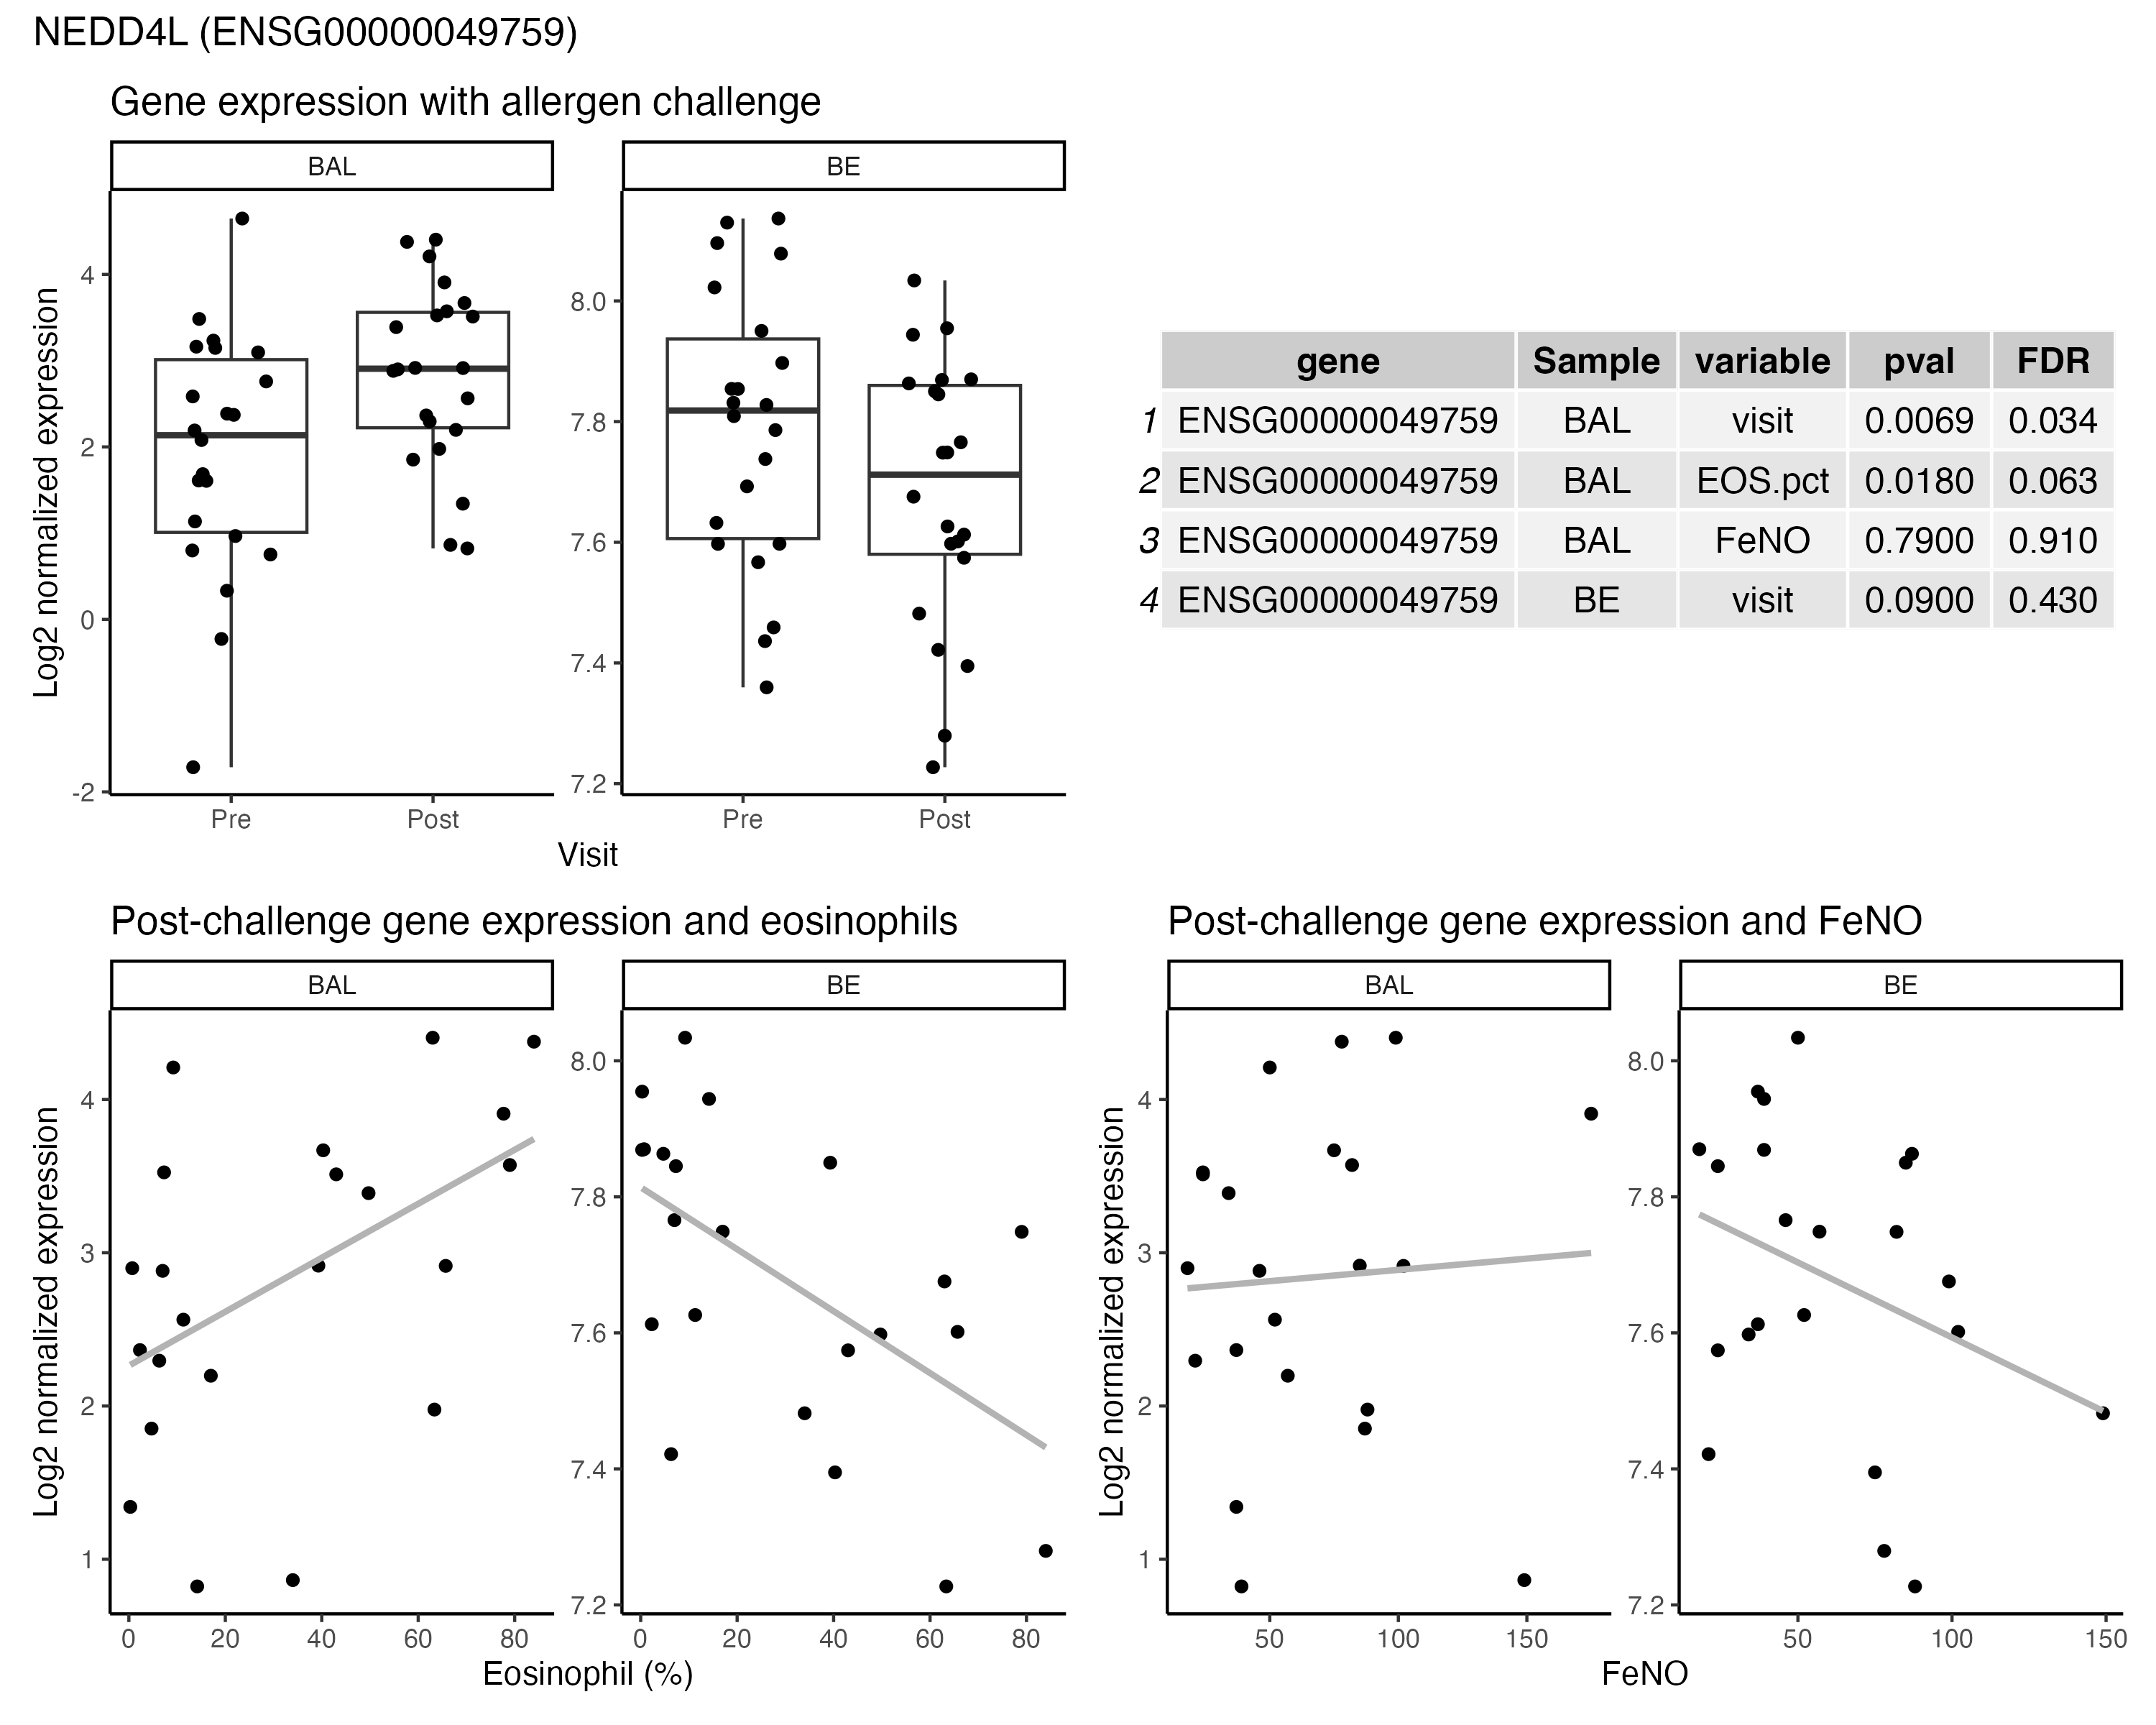 NEDD4L (ENSG00000049759)
Gene expression with allergen challenge
BAL
BE
Log2 normalized expression
4
2
0
-2
8.0
7.8
7.6
7.4
7.2
Pre
Post
Pre
Post
Visit
gene Sample variable pval FDR
1 ENSG00000049759 BAL visit 0.0069 0.034
2 ENSG00000049759 BAL EOS.pct 0.0180 0.063
3 ENSG00000049759 BAL FeNO 0.7900 0.910
4 ENSG00000049759 BE visit 0.0900 0.430
Post-challenge gene expression and eosinophils
BAL
BE
Log2 normalized expression
4
3
2
1
8.0
7.8
7.6
7.4
7.2
0 20 40 60 80
0 20 40 60 80
Eosinophil (%)
Post-challenge gene expression and FeNO
BAL
BE
Log2 normalized expression
4
3
2
1
8.0
7.8
7.6
7.4
7.2
50 100 150
50 100 150
FeNO